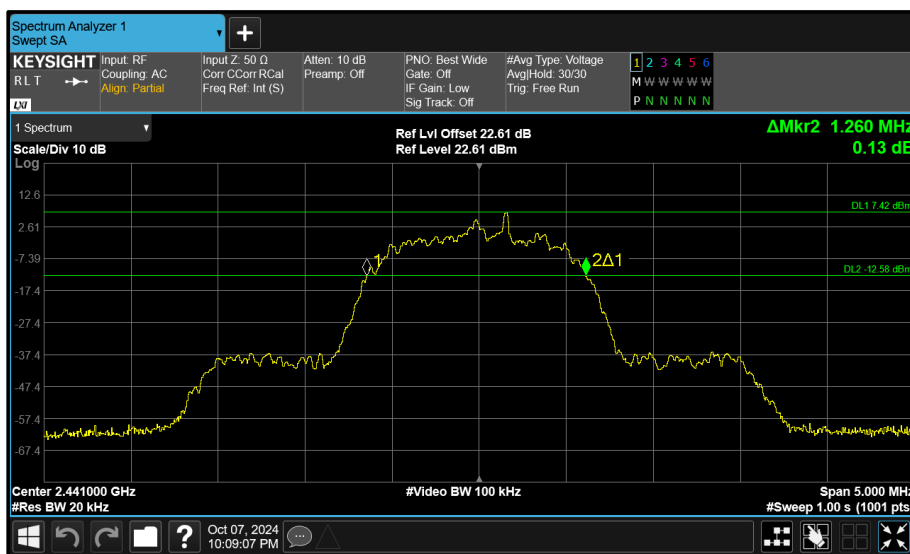 Spectrum Analyzer 1
Swept SA
KEYSIGHT
R L T
LXI
Input: RF
Coupling: AC
Align: Partial
Input Z: 50 Ω
Corr CCorr RCal
Freq Ref: Int (S)
Atten: 10 dB
Preamp: Off
PNO: Best Wide
Gate: Off
IF Gain: Low
Sig Track: Off
#Avg Type: Voltage
Avg|Hold: 30/30
Trig: Free Run
1 2 3 4 5 6
M W W W W W
P N N N N N
1 Spectrum
Scale/Div 10 dB
Log
Ref Lvl Offset 22.61 dB
Ref Level 22.61 dBm
ΔMkr2 1.260 MHz
0.13 dB
12.6
DL1 7.42 dBm
2.61
-7.39
1
2Δ1
DL2 -12.58 dBm
-17.4
-27.4
-37.4
-47.4
-57.4
-67.4
Center 2.441000 GHz
#Video BW 100 kHz
Span 5.000 MHz
#Res BW 20 kHz
#Sweep 1.00 s (1001 pts
?
Oct 07, 2024
10:09:07 PM